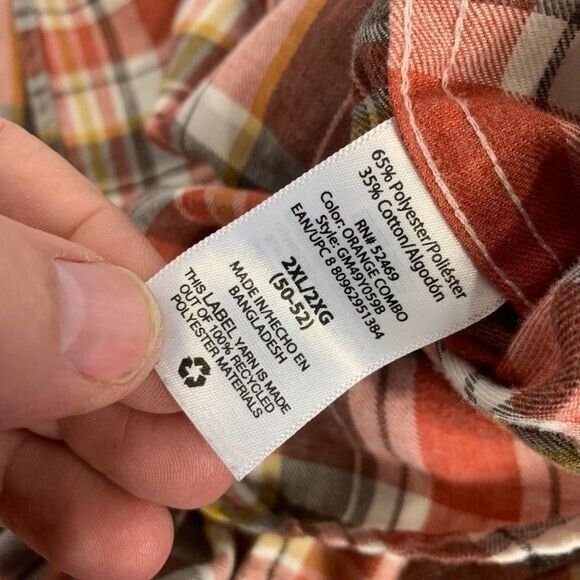 65% Polyester/Poliéster
35% Cotton/Algodón
RN# 52469
Color: ORANGE COMBO
Style: GM49Y059B
EAN/UPC 8 80962951384
2XL/2XG
(50-52)
MADE IN/HECHO EN
BANGLADESH
THIS LABEL YARN IS MADE
OUT OF 100% RECYCLED
POLYESTER MATERIALS